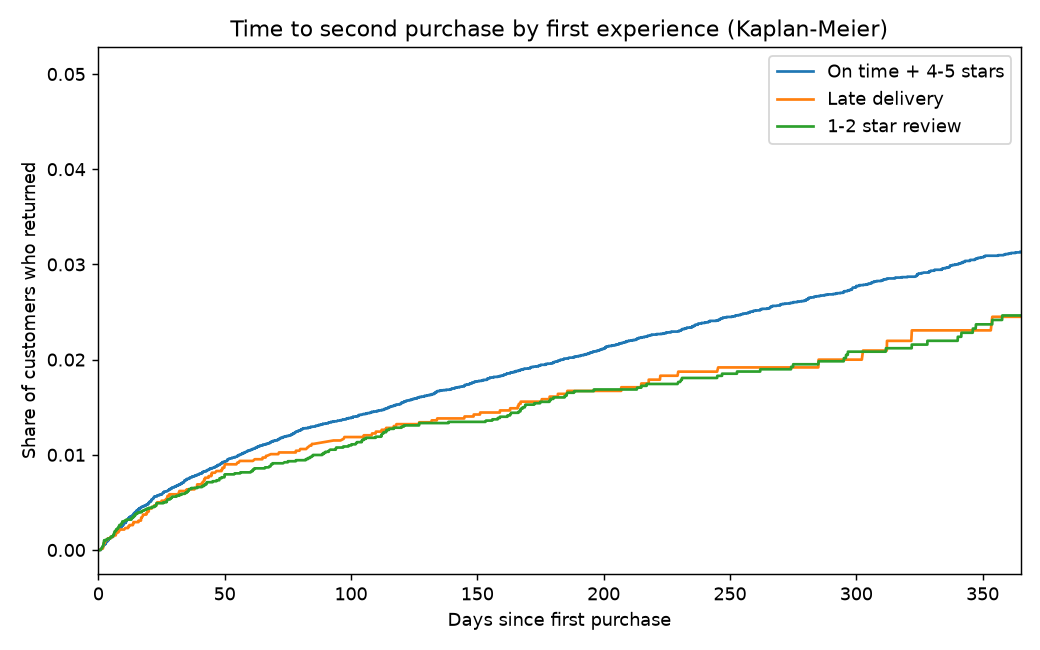 Time to second purchase by first experience (Kaplan-Meier)
On time + 4-5 stars
Late delivery
1-2 star review
Share of customers who returned
0.05
0.04
0.03
0.02
0.01
0.00
0 50 100 150 200 250 300 350
Days since first purchase